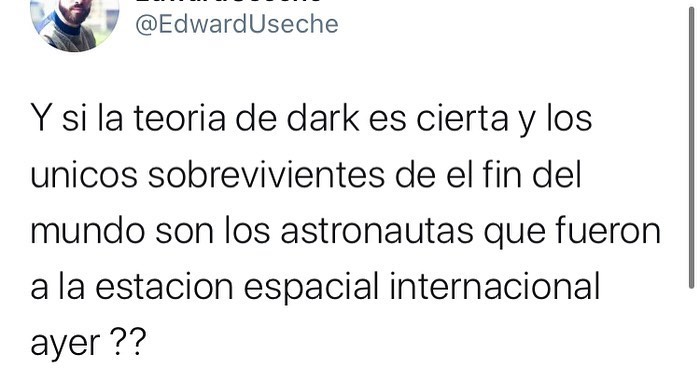 @EdwardUseche
Y si la teoria de dark es cierta y los
unicos sobrevivientes de el fin del
mundo son los astronautas que fueron
a la estacion espacial internacional
ayer ??